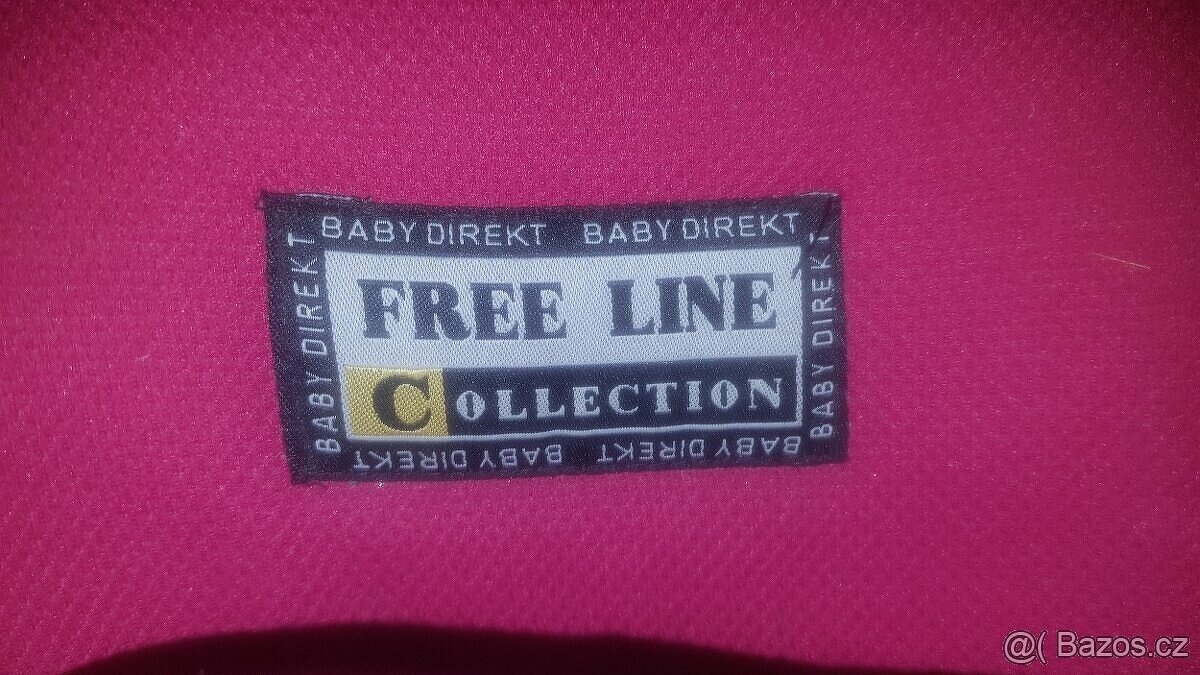 BABY DIREKT BABY DIREKT
BABY DIREKT
FREE LINE
COLLECTION
BABY DIREKT
BABY DIREKT BABY DIREKT
@( Bazos.cz